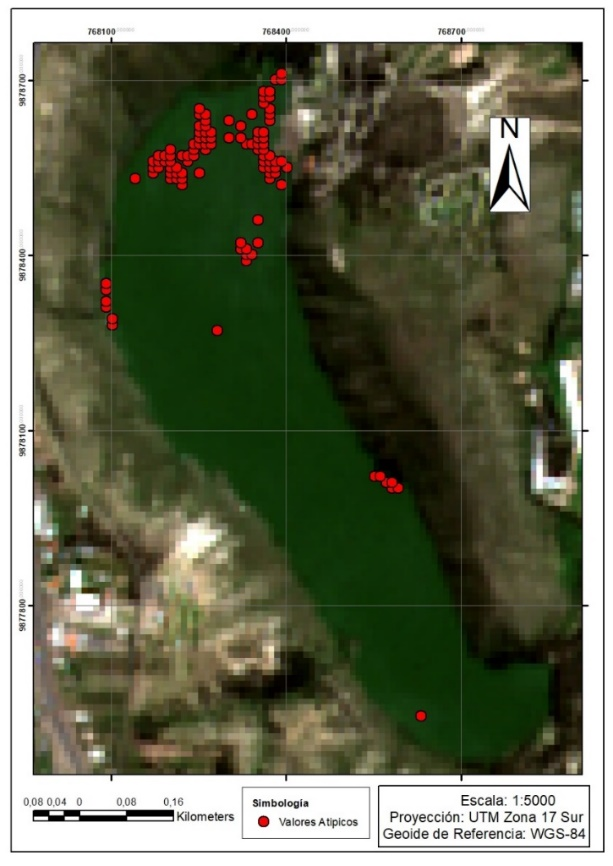 768100 768400 768700
N
9878700
9878400
9878100
9877800
0,08 0,04 0 0,08 0,16
Kilometers
Simbología
Valores Atipicos
Escala: 1:5000
Proyección: UTM Zona 17 Sur
Geoide de Referencia: WGS-84